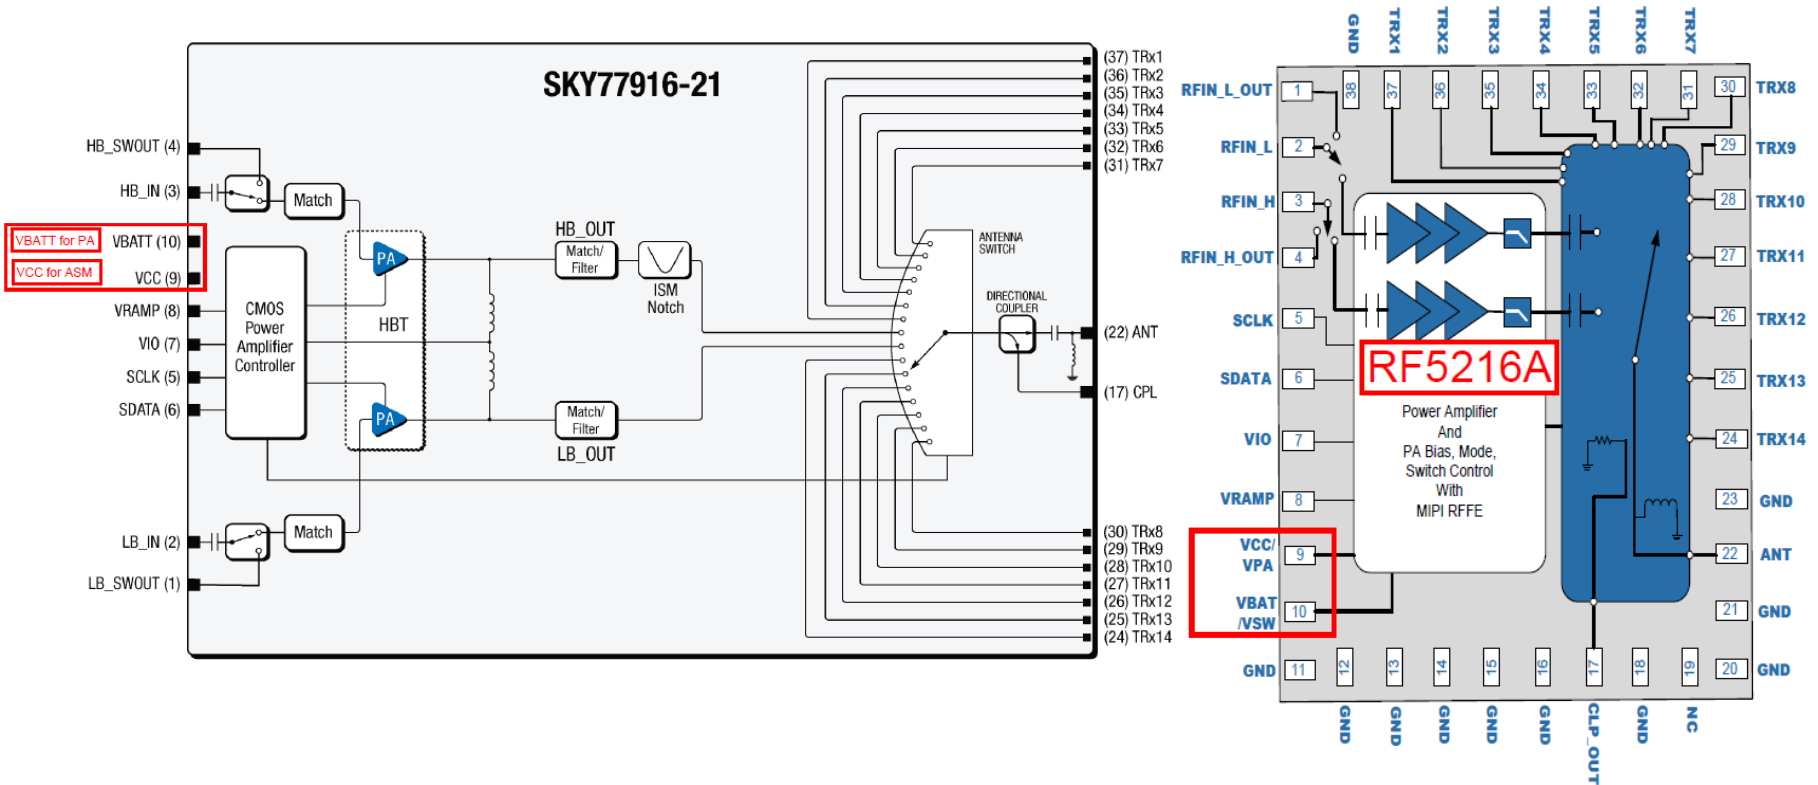 SKY77916-21
HB_SWOUT (4)
HB_IN (3)
VBATT for PA
VBATT (10)
VCC for ASM
VCC (9)
VRAMP (8)
VIO (7)
SCLK (5)
SDATA (6)
LB_IN (2)
LB_SWOUT (1)
Match
CMOS
Power
Amplifier
Controller
PA
HBT
PA
Match
HB_OUT
Match/
Filter
ISM
Notch
Match/
Filter
LB_OUT
ANTENNA
SWITCH
DIRECTIONAL
COUPLER
(37) TRx1
(36) TRx2
(35) TRx3
(34) TRx4
(33) TRx5
(32) TRx6
(31) TRx7
(22) ANT
(17) CPL
(30) TRx8
(29) TRx9
(28) TRx10
(27) TRx11
(26) TRx12
(25) TRx13
(24) TRx14
GND
TRX1
TRX2
TRX3
TRX4
TRX5
TRX6
TRX7
38
37
36
35
34
33
32
31
RFIN_L_OUT 1
RFIN_L 2
RFIN_H 3
RFIN_H_OUT 4
SCLK 5
SDATA 6
VIO 7
VRAMP 8
VCC/
VPA
9
VBAT
/VSW
10
GND 11
RF5216A
Power Amplifier
And
PA Bias, Mode,
Switch Control
With
MIPI RFFE
30 TRX8
29 TRX9
28 TRX10
27 TRX11
26 TRX12
25 TRX13
24 TRX14
23 GND
22 ANT
21 GND
20 GND
12
13
14
15
16
17
18
19
GND
GND
GND
GND
GND
CLP_OUT
GND
NC